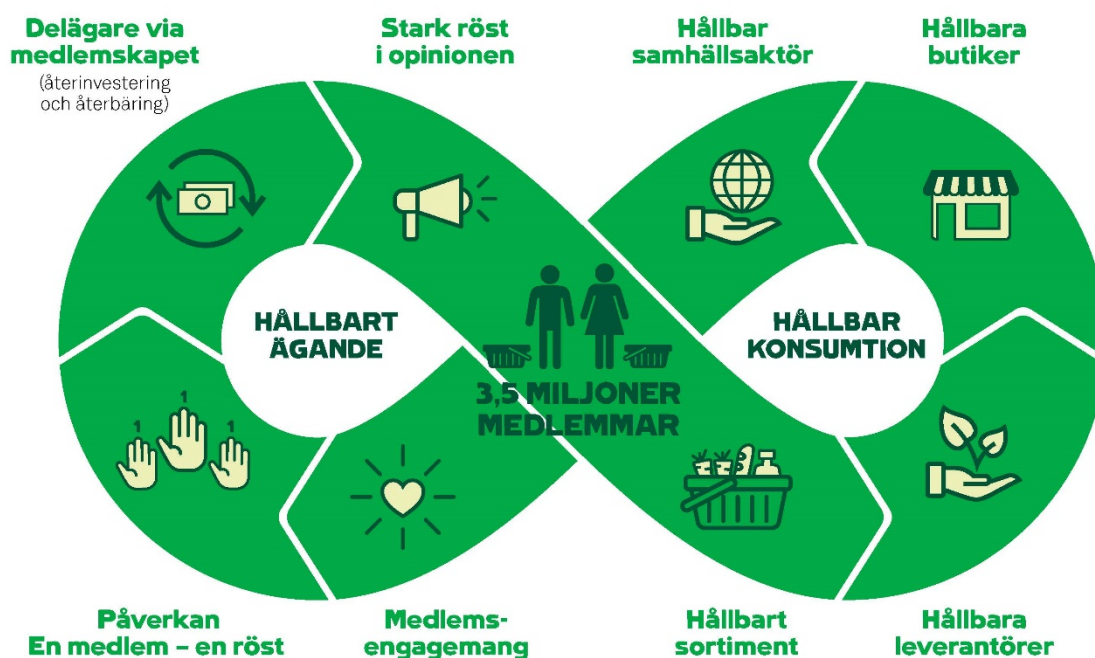 Delägare via
medlemskapet
(återinvestering
och återbäring)
Stark röst
i opinionen
Hållbar
samhällsaktör
Hållbara
butiker
HÅLLBART
ÄGANDE
3,5 MILJONER
MEDLEMMAR
HÅLLBAR
KONSUMTION
1
1
1
Påverkan
En medlem – en röst
Medlems-
engagemang
Hållbart
sortiment
Hållbara
leverantörer